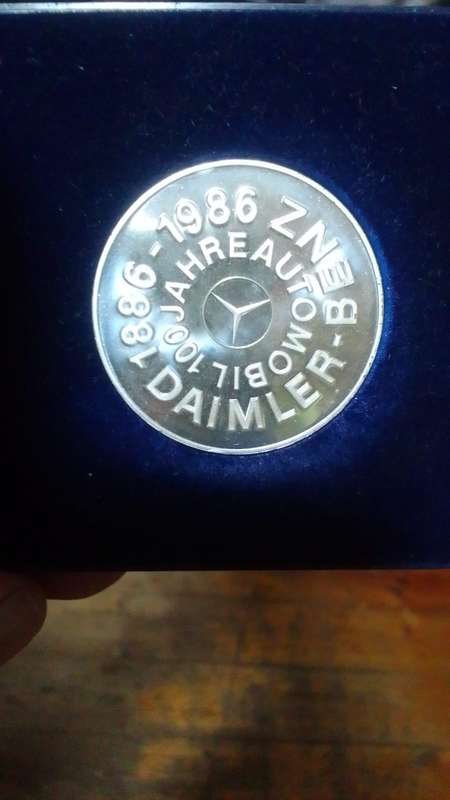 1886-1986
DAIMLER-BENZ
100 JAHRE AUTOMOBIL